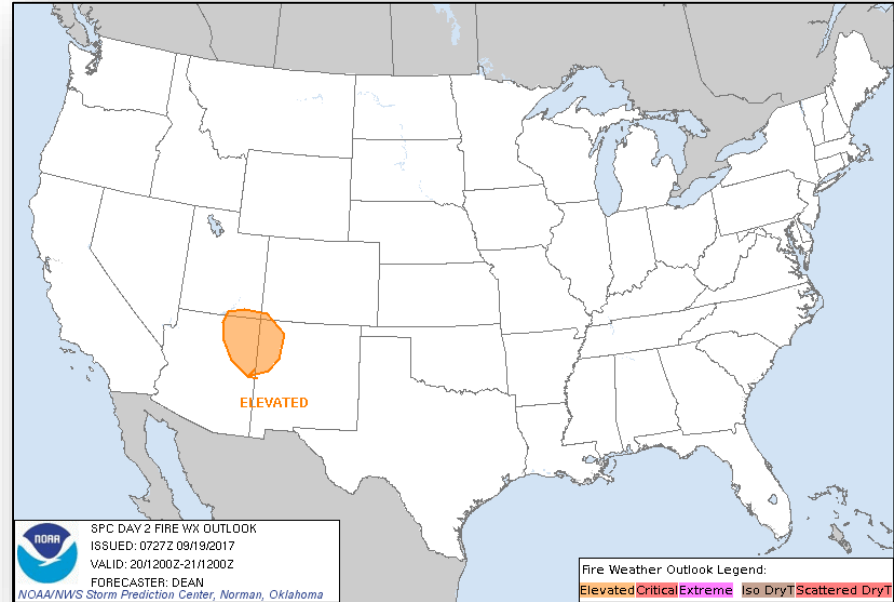 ELEVATED
NOAA
SPC DAY 2 FIRE WX OUTLOOK
ISSUED: 0727Z 09/19/2017
VALID: 20/1200Z-21/1200Z
FORECASTER: DEAN
NOAA/NWS Storm Prediction Center, Norman, Oklahoma
Fire Weather Outlook Legend:
Elevated Critical Extreme Iso DryT Scattered DryT